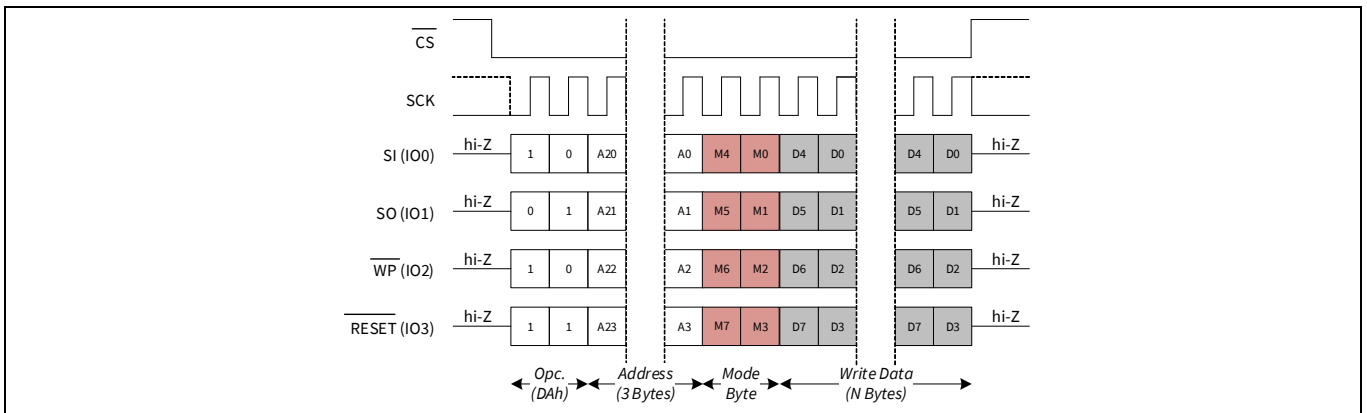 CS
SCK
SI (IO0) hi-Z 1 0 A20 A0 M4 M0 D4 D0 D4 D0 hi-Z
SO (IO1) hi-Z 0 1 A21 A1 M5 M1 D5 D1 D5 D1 hi-Z
WP (IO2) hi-Z 1 0 A22 A2 M6 M2 D6 D2 D6 D2 hi-Z
RESET (IO3) hi-Z 1 1 A23 A3 M7 M3 D7 D3 D7 D3 hi-Z
Opc. Address Mode Write Data
(DAh) (3 Bytes) Byte (N Bytes)